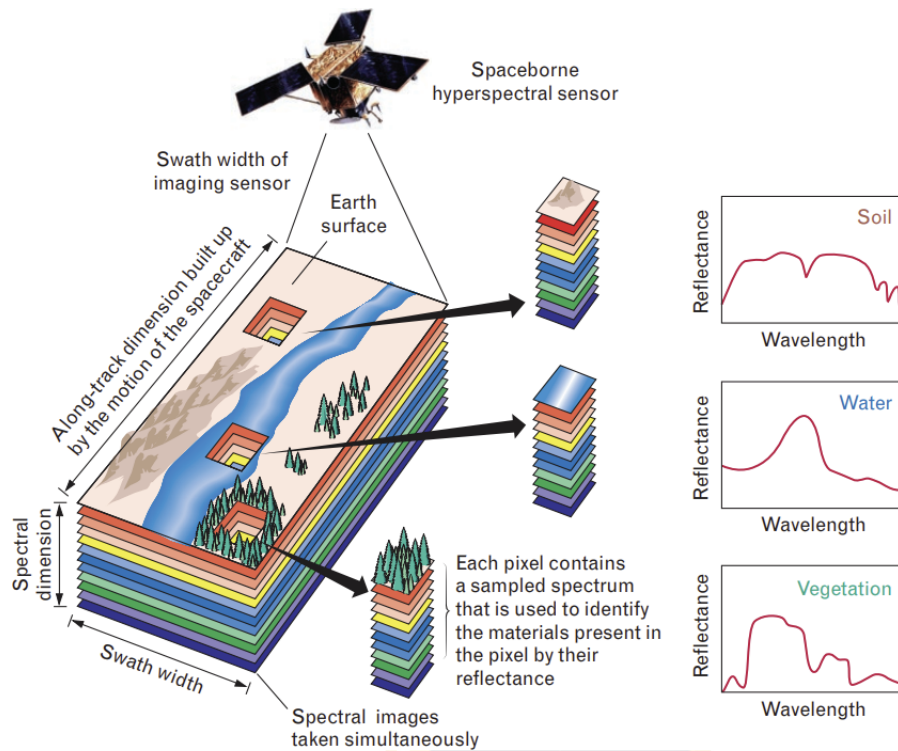 Spaceborne
hyperspectral sensor
Swath width of
imaging sensor
Earth
surface
Along-track dimension built up
by the motion of the spacecraft
Spectral
dimension
Swath width
Spectral images
taken simultaneously
Each pixel contains
a sampled spectrum
that is used to identify
the materials present in
the pixel by their
reflectance
Soil
Reflectance
Wavelength
Water
Reflectance
Wavelength
Vegetation
Reflectance
Wavelength